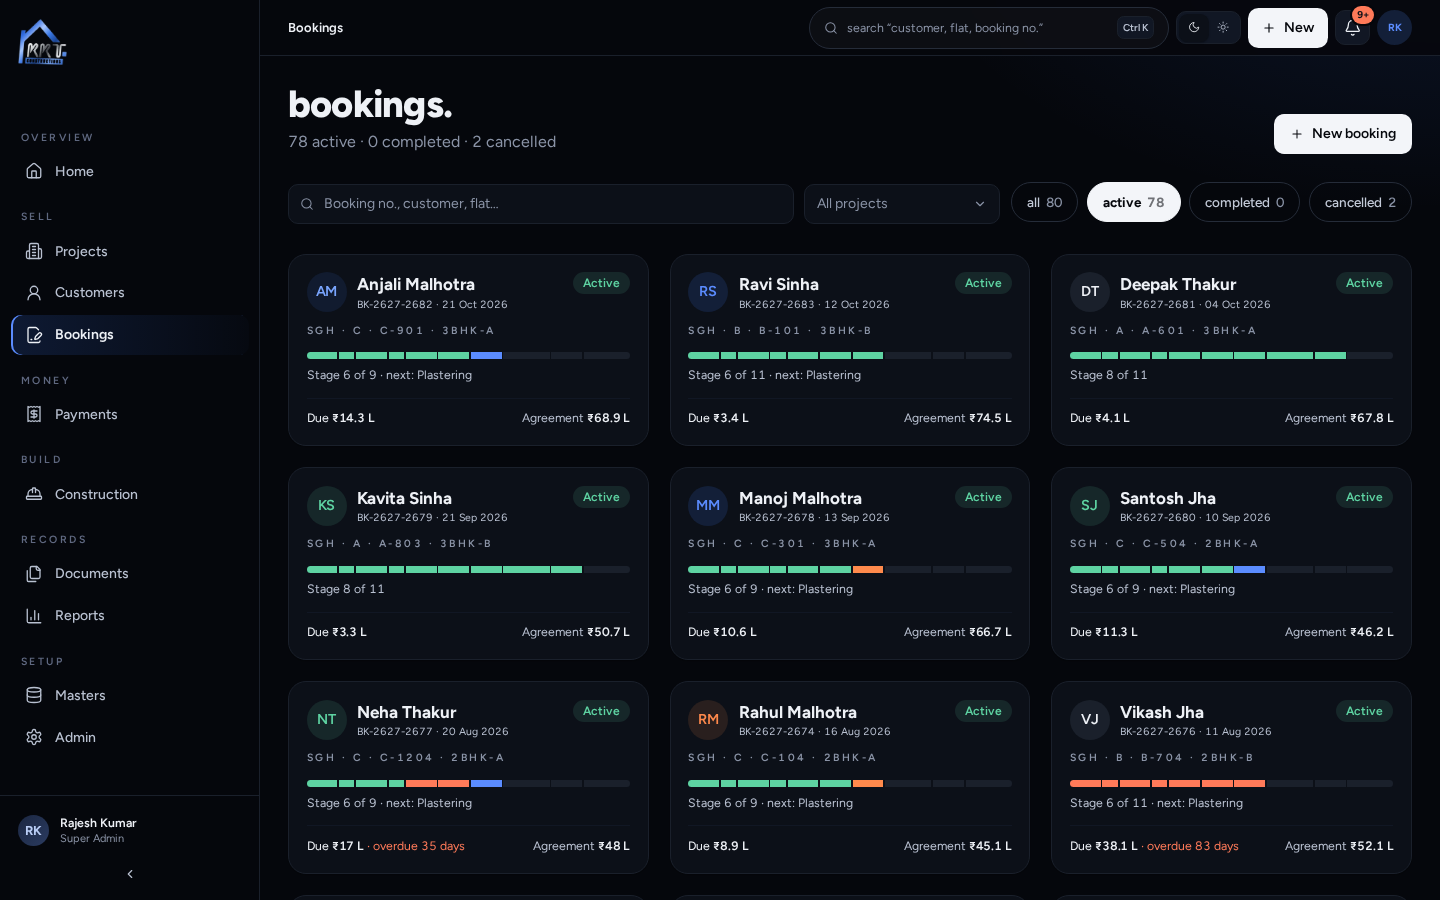 Bookings
search “customer, flat, booking no.”
Ctrl K
New
9+
RK
OVERVIEW
Home
SELL
Projects
Customers
Bookings
MONEY
Payments
BUILD
Construction
RECORDS
Documents
Reports
SETUP
Masters
Admin
RK
Rajesh Kumar
Super Admin
bookings.
78 active · 0 completed · 2 cancelled
New booking
Booking no., customer, flat...
All projects
all 80
active 78
completed 0
cancelled 2
AM
Anjali Malhotra
Active
BK-2627-2682 · 21 Oct 2026
SGH · C · C-901 · 3BHK-A
Stage 6 of 9 · next: Plastering
Due ₹14.3 L
Agreement ₹68.9 L
RS
Ravi Sinha
Active
BK-2627-2683 · 12 Oct 2026
SGH · B · B-101 · 3BHK-B
Stage 6 of 11 · next: Plastering
Due ₹3.4 L
Agreement ₹74.5 L
DT
Deepak Thakur
Active
BK-2627-2681 · 04 Oct 2026
SGH · A · A-601 · 3BHK-A
Stage 8 of 11
Due ₹4.1 L
Agreement ₹67.8 L
KS
Kavita Sinha
Active
BK-2627-2679 · 21 Sep 2026
SGH · A · A-803 · 3BHK-B
Stage 8 of 11
Due ₹3.3 L
Agreement ₹50.7 L
MM
Manoj Malhotra
Active
BK-2627-2678 · 13 Sep 2026
SGH · C · C-301 · 3BHK-A
Stage 6 of 9 · next: Plastering
Due ₹10.6 L
Agreement ₹66.7 L
SJ
Santosh Jha
Active
BK-2627-2680 · 10 Sep 2026
SGH · C · C-504 · 2BHK-A
Stage 6 of 9 · next: Plastering
Due ₹11.3 L
Agreement ₹46.2 L
NT
Neha Thakur
Active
BK-2627-2677 · 20 Aug 2026
SGH · C · C-1204 · 2BHK-A
Stage 6 of 9 · next: Plastering
Due ₹17 L · overdue 35 days
Agreement ₹48 L
RM
Rahul Malhotra
Active
BK-2627-2674 · 16 Aug 2026
SGH · C · C-104 · 2BHK-A
Stage 6 of 9 · next: Plastering
Due ₹8.9 L
Agreement ₹45.1 L
VJ
Vikash Jha
Active
BK-2627-2676 · 11 Aug 2026
SGH · B · B-704 · 2BHK-B
Stage 6 of 11 · next: Plastering
Due ₹38.1 L · overdue 83 days
Agreement ₹52.1 L